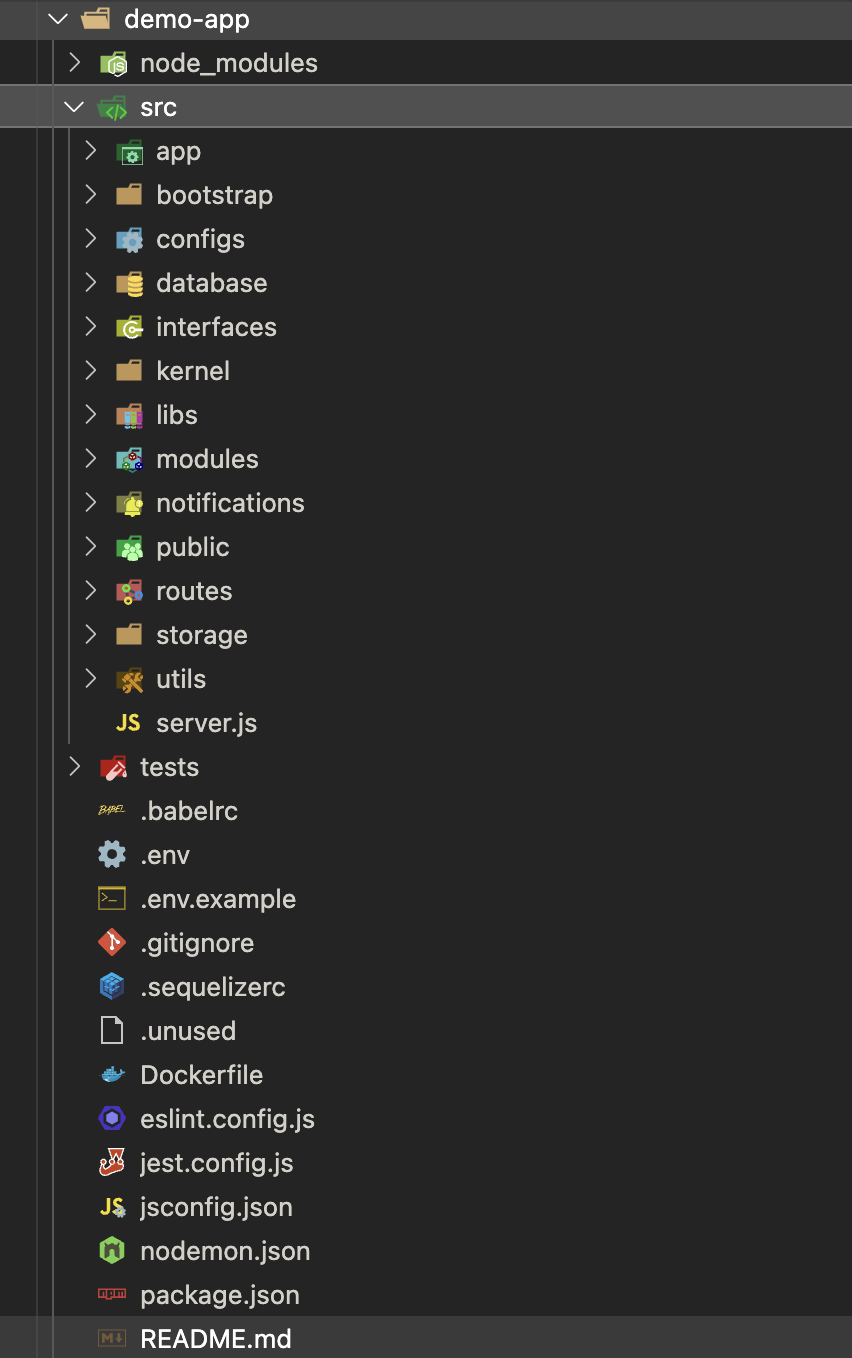 demo-app
node_modules
src
app
bootstrap
configs
database
interfaces
kernel
libs
modules
notifications
public
routes
storage
utils
JS server.js
tests
BABEL .babelrc
.env
.env.example
.gitignore
.sequelizerc
.unused
Dockerfile
eslint.config.js
jest.config.js
JS jsconfig.json
nodemon.json
package.json
M README.md